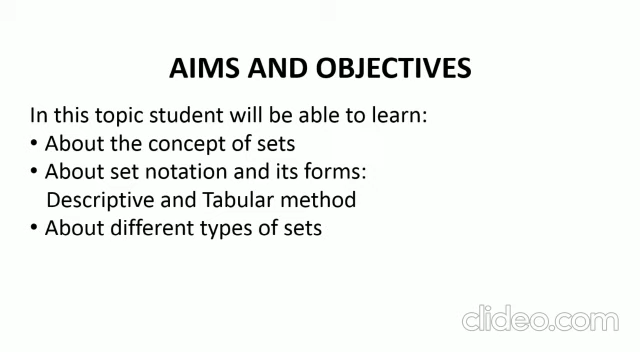 AIMS AND OBJECTIVES
In this topic student will be able to learn:
• About the concept of sets
• About set notation and its forms:
Descriptive and Tabular method
• About different types of sets
clideo.com